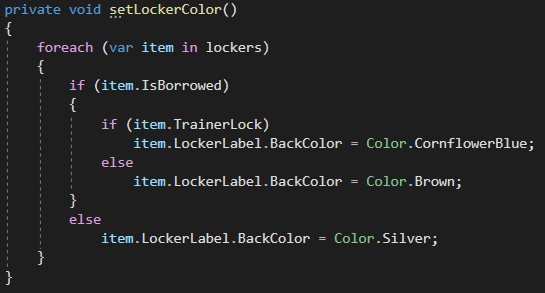 private void setLockerColor()
{
    foreach (var item in lockers)
    {
        if (item.IsBorrowed)
        {
            if (item.TrainerLock)
                item.LockerLabel.BackColor = Color.CornflowerBlue;
            else
                item.LockerLabel.BackColor = Color.Brown;
        }
        else
            item.LockerLabel.BackColor = Color.Silver;
    }
}